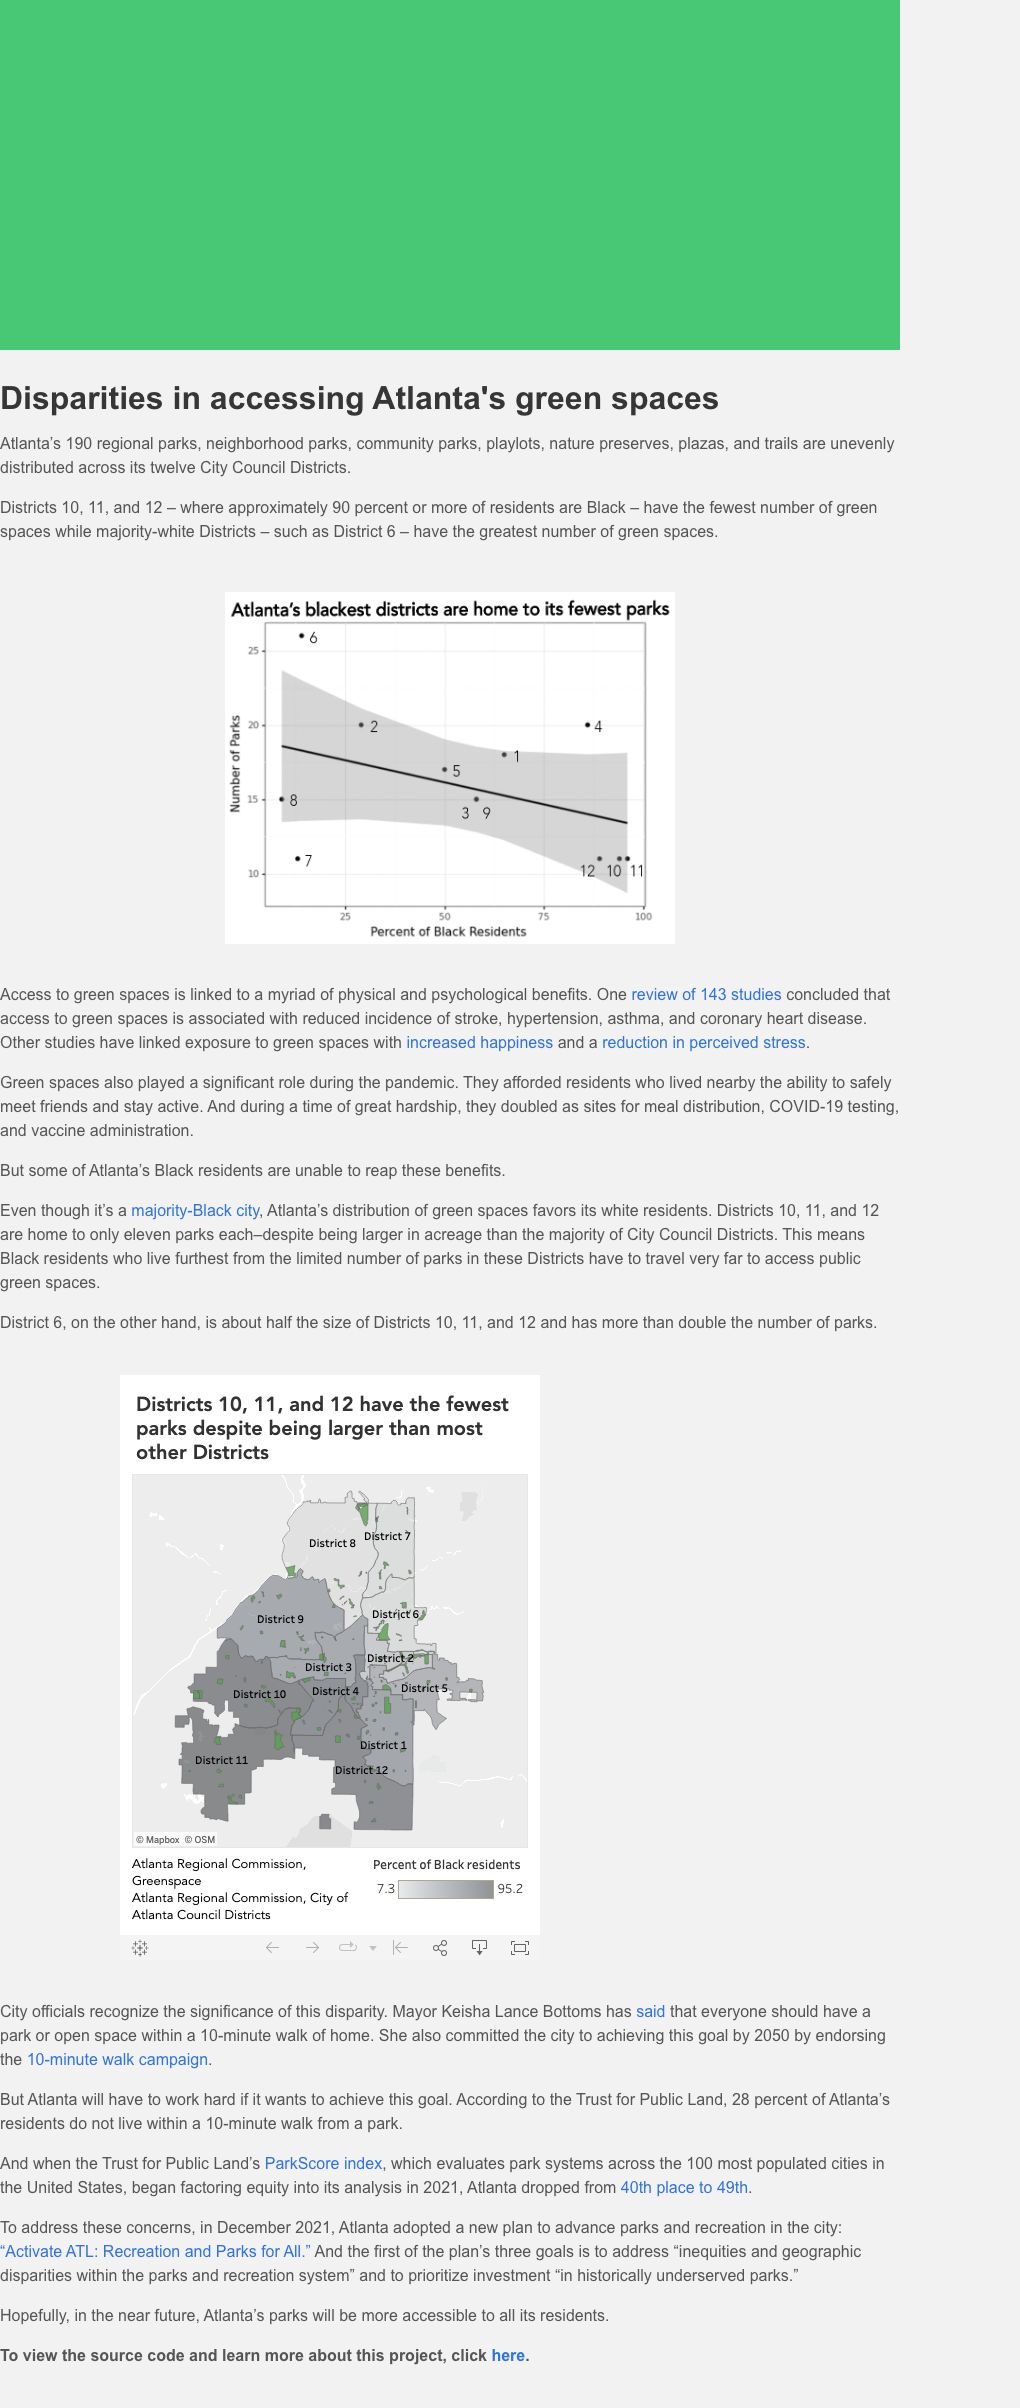 Disparities in accessing Atlanta's green spaces
Atlanta’s 190 regional parks, neighborhood parks, community parks, playlots, nature preserves, plazas, and trails are unevenly
distributed across its twelve City Council Districts.
Districts 10, 11, and 12 – where approximately 90 percent or more of residents are Black – have the fewest number of green
spaces while majority-white Districts – such as District 6 – have the greatest number of green spaces.
Atlanta’s blackest districts are home to its fewest parks
6
25
2
4
20
1
5
Number of Parks
8
15
3 9
7
10
12 10 11
25 50 75 100
Percent of Black Residents
Access to green spaces is linked to a myriad of physical and psychological benefits. One review of 143 studies concluded that
access to green spaces is associated with reduced incidence of stroke, hypertension, asthma, and coronary heart disease.
Other studies have linked exposure to green spaces with increased happiness and a reduction in perceived stress.
Green spaces also played a significant role during the pandemic. They afforded residents who lived nearby the ability to safely
meet friends and stay active. And during a time of great hardship, they doubled as sites for meal distribution, COVID-19 testing,
and vaccine administration.
But some of Atlanta’s Black residents are unable to reap these benefits.
Even though it’s a majority-Black city, Atlanta’s distribution of green spaces favors its white residents. Districts 10, 11, and 12
are home to only eleven parks each–despite being larger in acreage than the majority of City Council Districts. This means
Black residents who live furthest from the limited number of parks in these Districts have to travel very far to access public
green spaces.
District 6, on the other hand, is about half the size of Districts 10, 11, and 12 and has more than double the number of parks.
Districts 10, 11, and 12 have the fewest
parks despite being larger than most
other Districts
District 7
District 8
District 6
District 9
District 2
District 3
District 5
District 4
District 10
District 1
District 11
District 12
© Mapbox © OSM
Atlanta Regional Commission,
Greenspace
Atlanta Regional Commission, City of
Atlanta Council Districts
Percent of Black residents
7.3 95.2
City officials recognize the significance of this disparity. Mayor Keisha Lance Bottoms has said that everyone should have a
park or open space within a 10-minute walk of home. She also committed the city to achieving this goal by 2050 by endorsing
the 10-minute walk campaign.
But Atlanta will have to work hard if it wants to achieve this goal. According to the Trust for Public Land, 28 percent of Atlanta’s
residents do not live within a 10-minute walk from a park.
And when the Trust for Public Land’s ParkScore index, which evaluates park systems across the 100 most populated cities in
the United States, began factoring equity into its analysis in 2021, Atlanta dropped from 40th place to 49th.
To address these concerns, in December 2021, Atlanta adopted a new plan to advance parks and recreation in the city:
“Activate ATL: Recreation and Parks for All.” And the first of the plan’s three goals is to address “inequities and geographic
disparities within the parks and recreation system” and to prioritize investment “in historically underserved parks.”
Hopefully, in the near future, Atlanta’s parks will be more accessible to all its residents.
To view the source code and learn more about this project, click here.